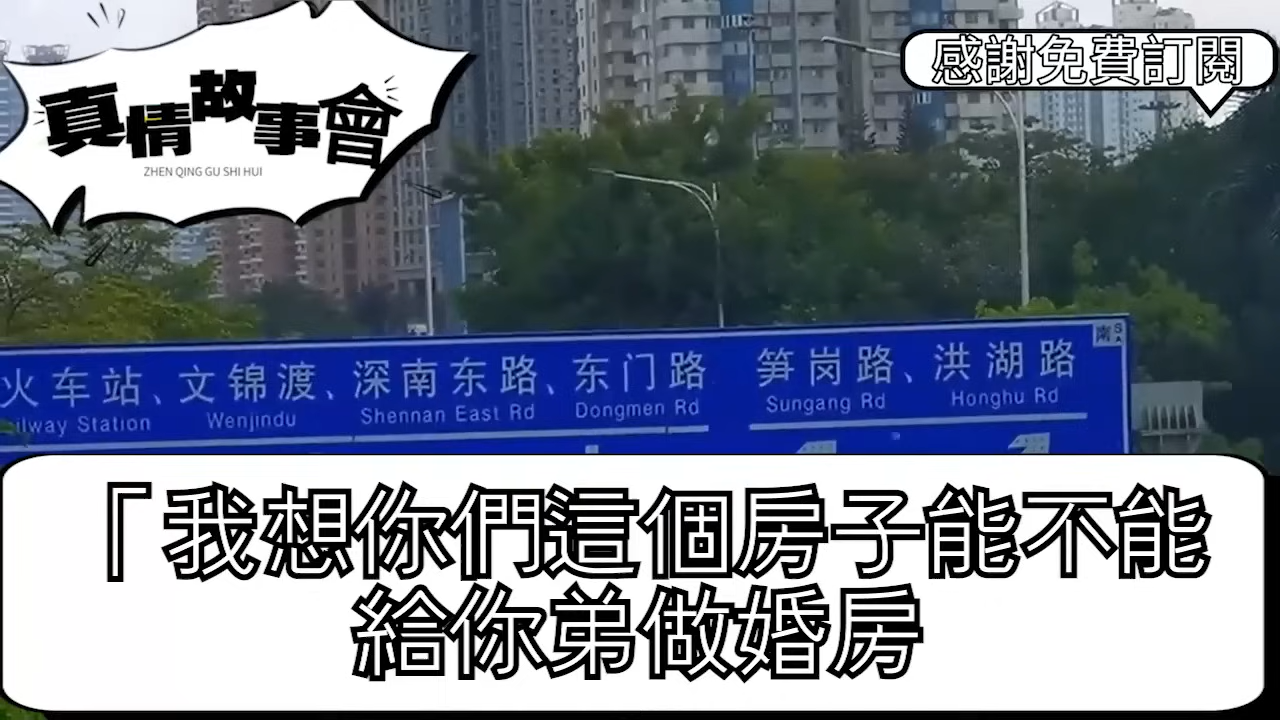 真情故事會
ZHEN QING GU SHI HUI
感謝免費訂閱
火车站、文锦渡、深南东路、东门路
ilway Station Wenjindu Shennan East Rd Dongmen Rd
笋岗路、洪湖路
Sungang Rd Honghu Rd
南
「我想你們這個房子能不能
給你弟做婚房